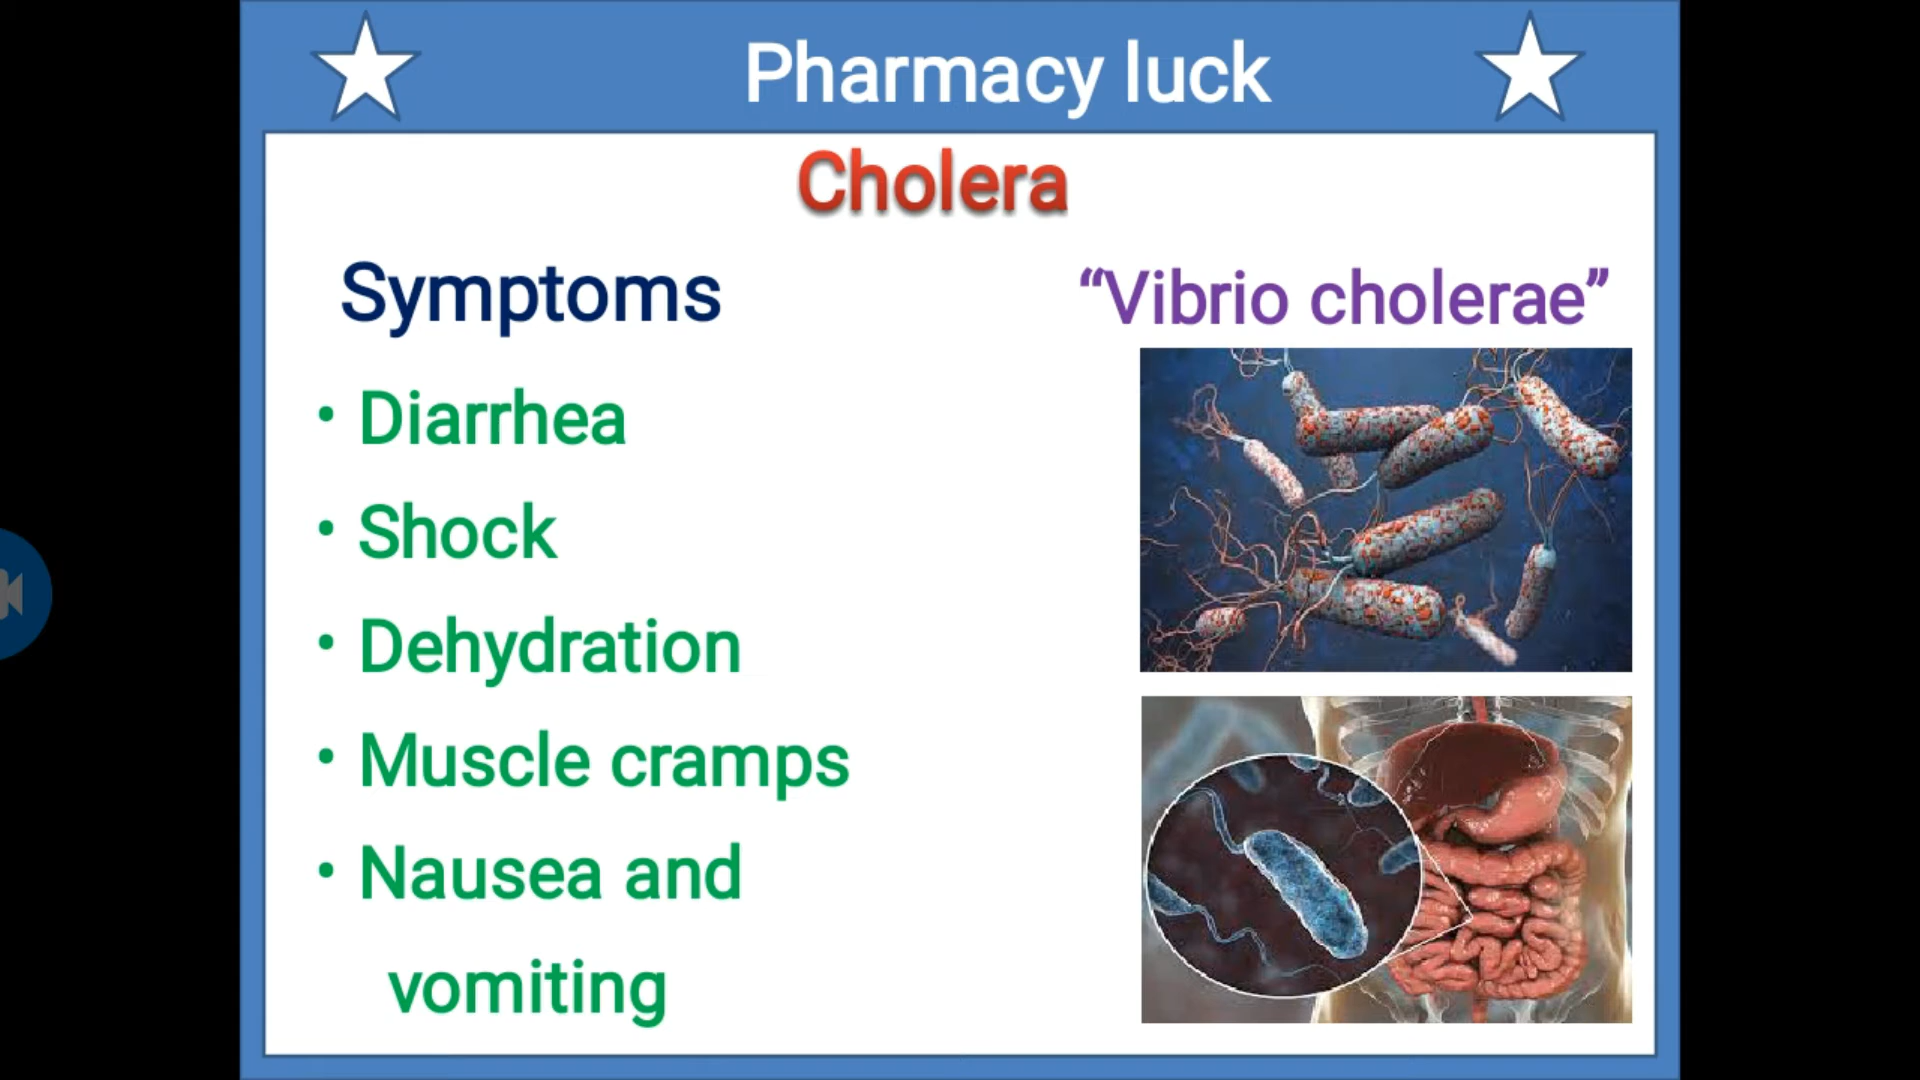 Pharmacy luck
Cholera
Symptoms
“Vibrio cholerae”
• Diarrhea
• Shock
• Dehydration
• Muscle cramps
• Nausea and
vomiting